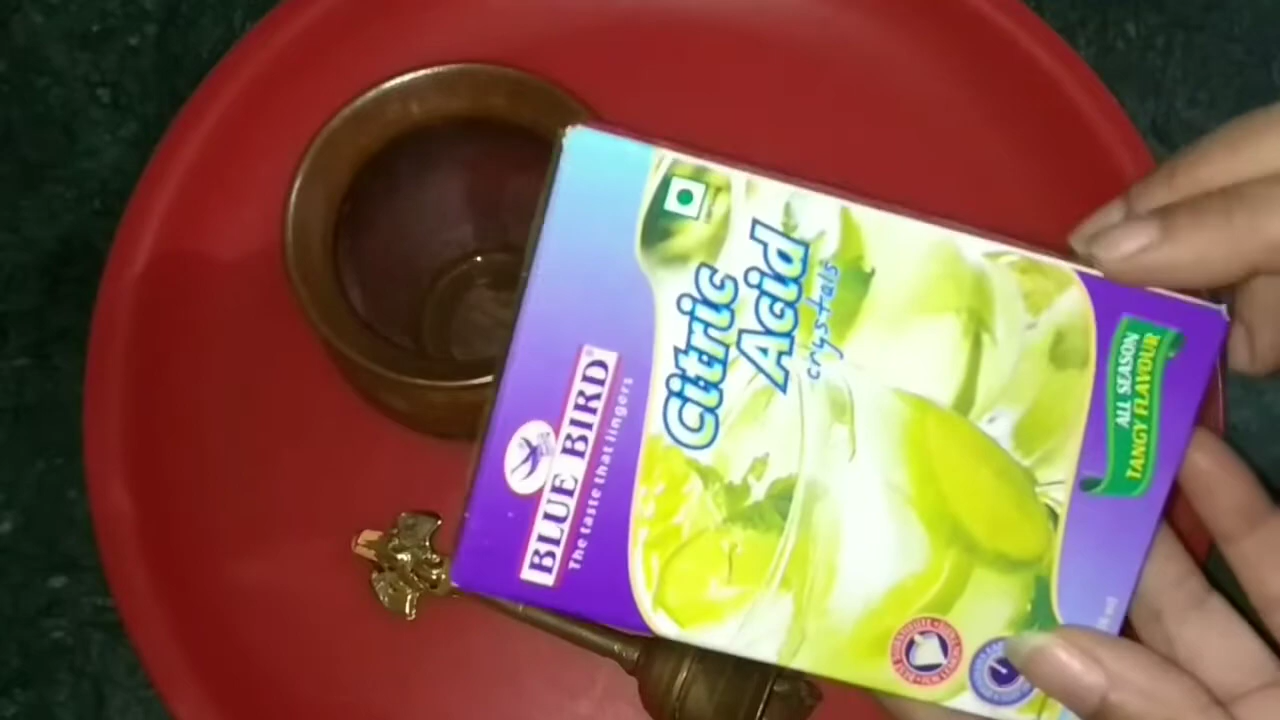 BLUE BIRD®
The taste that lingers
Citric
Acid
crystals
ALL SEASON
TANGY FLAVOUR